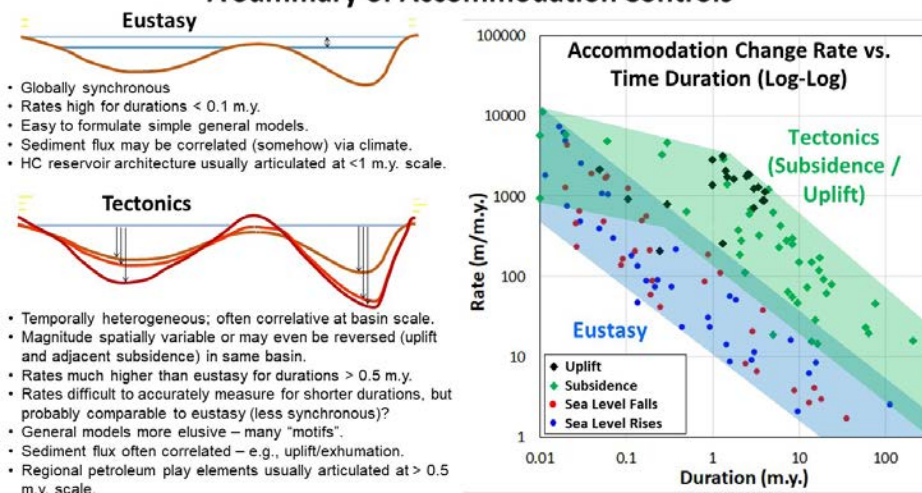 A Summary of Accommodation Controls
Eustasy
• Globally synchronous
• Rates high for durations < 0.1 m.y.
• Easy to formulate simple general models.
• Sediment flux may be correlated (somehow) via climate.
• HC reservoir architecture usually articulated at <1 m.y. scale.
Tectonics
• Temporally heterogeneous; often correlative at basin scale.
• Magnitude spatially variable or may even be reversed (uplift
and adjacent subsidence) in same basin.
• Rates much higher than eustasy for durations > 0.5 m.y.
• Rates difficult to accurately measure for shorter durations, but
probably comparable to eustasy (less synchronous)?
• General models more elusive – many "motifs".
• Sediment flux often correlated – e.g., uplift/exhumation.
• Regional petroleum play elements usually articulated at > 0.5
m.y. scale.
Accommodation Change Rate vs.
Time Duration (Log-Log)
Tectonics
(Subsidence /
Uplift)
Eustasy
Uplift
Subsidence
Sea Level Falls
Sea Level Rises
Rate (m/m.y.)
100000
10000
1000
100
10
1
0.01
0.1
1
10
100
Duration (m.y.)